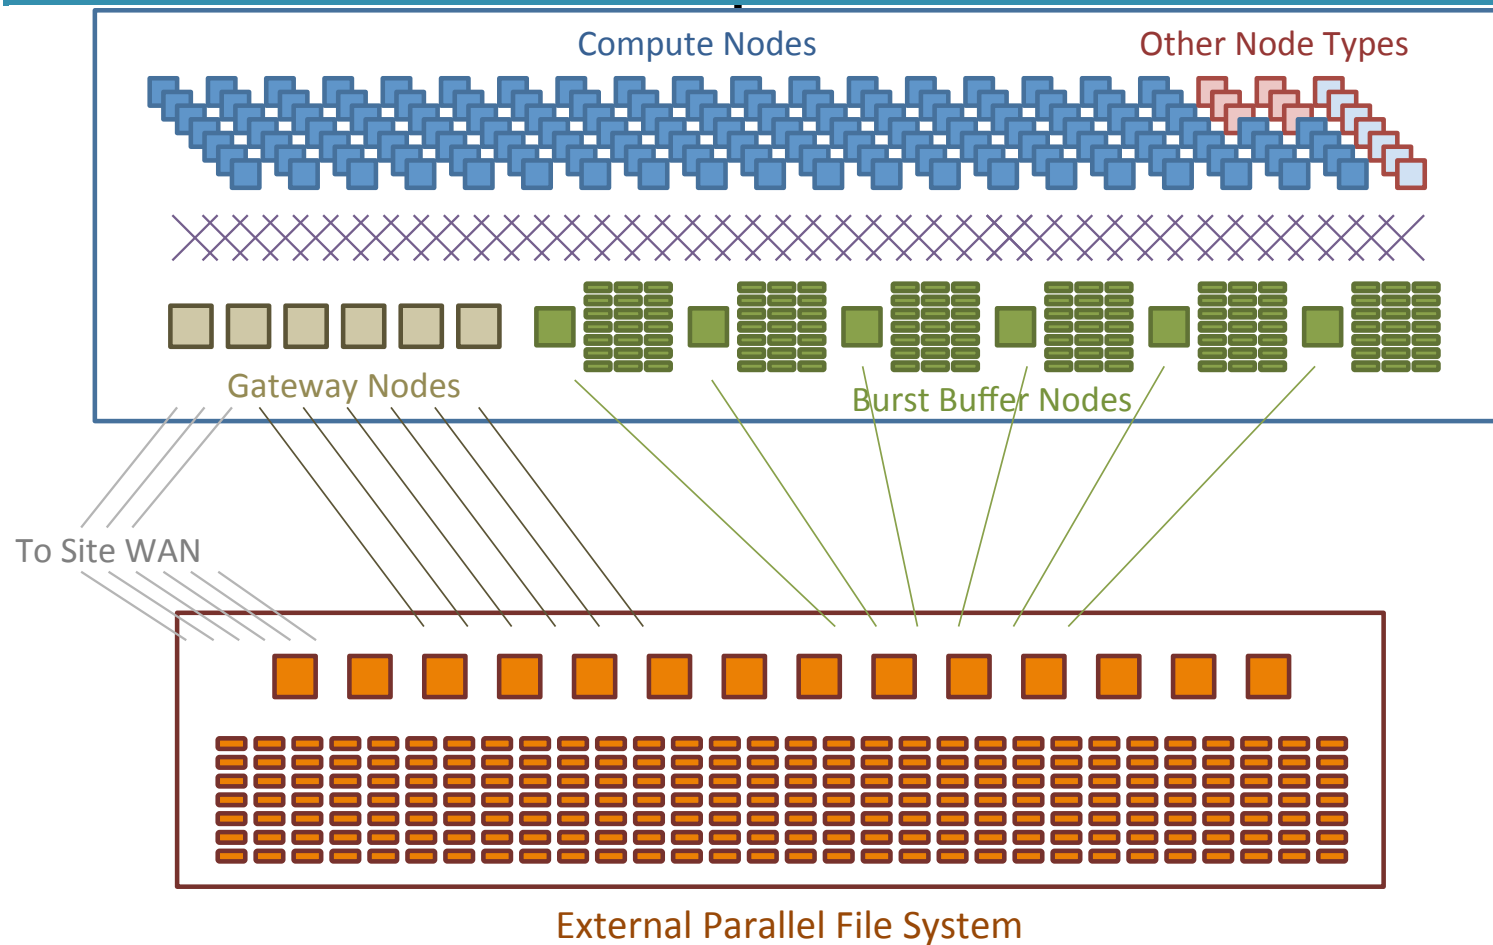 Compute Nodes
Other Node Types
Gateway Nodes
Burst Buffer Nodes
To Site WAN
External Parallel File System